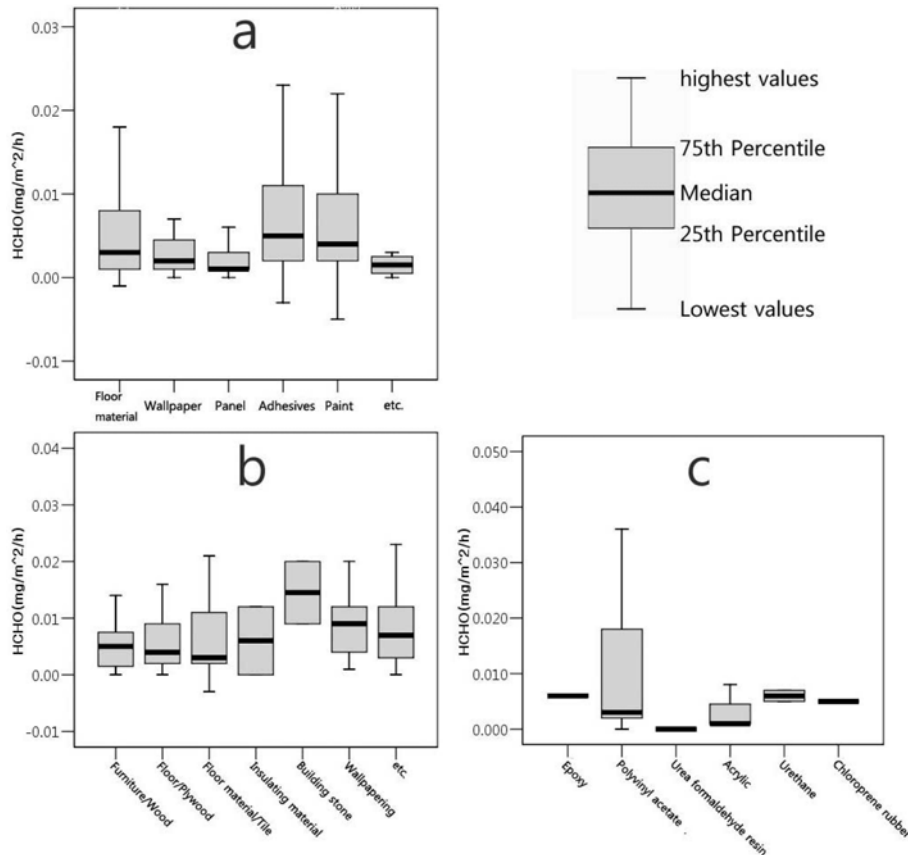 a
HCHO(mg/m^2/h)
0.03
0.02
0.01
0.00
-0.01
Floor
material
Wallpaper
Panel
Adhesives
Paint
etc.
highest values
75th Percentile
Median
25th Percentile
Lowest values
b
HCHO(mg/m^2/h)
0.04
0.03
0.02
0.01
0.00
-0.01
Furniture/Wood
Floor/Plywood
Floor material/Tile
Insulating material
Building stone
Wallpapering
etc.
c
HCHO(mg/m^2/h)
0.050
0.040
0.030
0.020
0.010
0.000
Epoxy
Polyvinyl acetate
Urea formaldehyde resin
Acrylic
Urethane
Chloroprene rubber